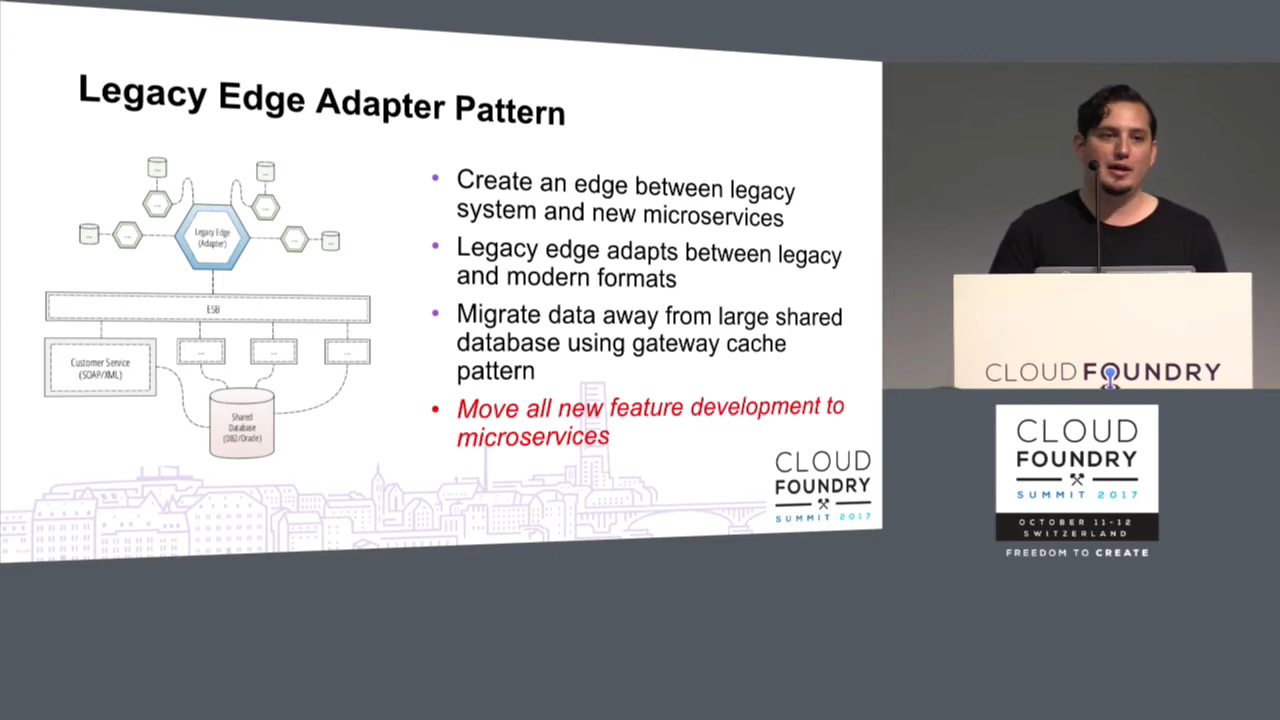 Legacy Edge Adapter Pattern
Legacy Edge
(Adapter)
ESB
Customer Service
(SOAP/XML)
...
...
...
Shared
Database
(DB2/Oracle)
• Create an edge between legacy
system and new microservices
• Legacy edge adapts between legacy
and modern formats
• Migrate data away from large shared
database using gateway cache
pattern
• Move all new feature development to
microservices
CLOUD
FOUNDRY
SUMMIT 2017
CLOUD FOUNDRY
CLOUD
FOUNDRY
SUMMIT 2017
OCTOBER 11-12
SWITZERLAND
FREEDOM TO CREATE